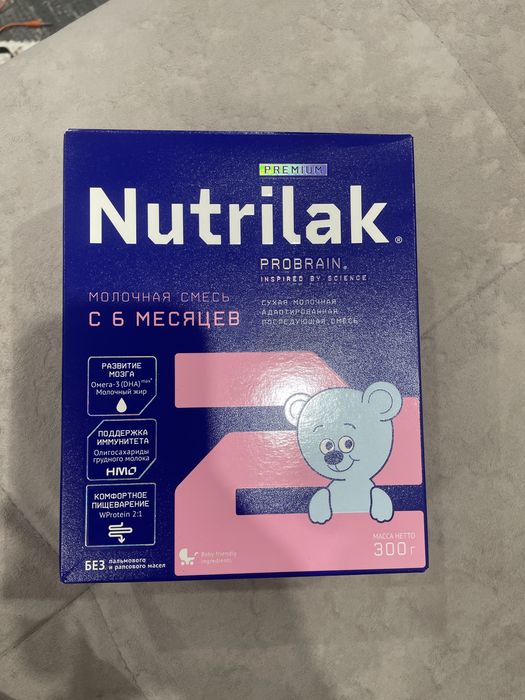 PREMIUM
Nutrilak®
PROBRAIN®
INSPIRED BY SCIENCE
МОЛОЧНАЯ СМЕСЬ
С 6 МЕСЯЦЕВ
СУХАЯ МОЛОЧНАЯ
АДАПТИРОВАННАЯ
ПОСЛЕДУЮЩАЯ СМЕСЬ
2
РАЗВИТИЕ
МОЗГА
Омега-3 (DHA)max*
Молочный жир
ПОДДЕРЖКА
ИММУНИТЕТА
Олигосахариды
грудного молока
HMO
КОМФОРТНОЕ
ПИЩЕВАРЕНИЕ
WProtein 2:1
БЕЗ пальмового
и рапсового масел
Baby friendly
ingredients
МАССА НЕТТО
300 г